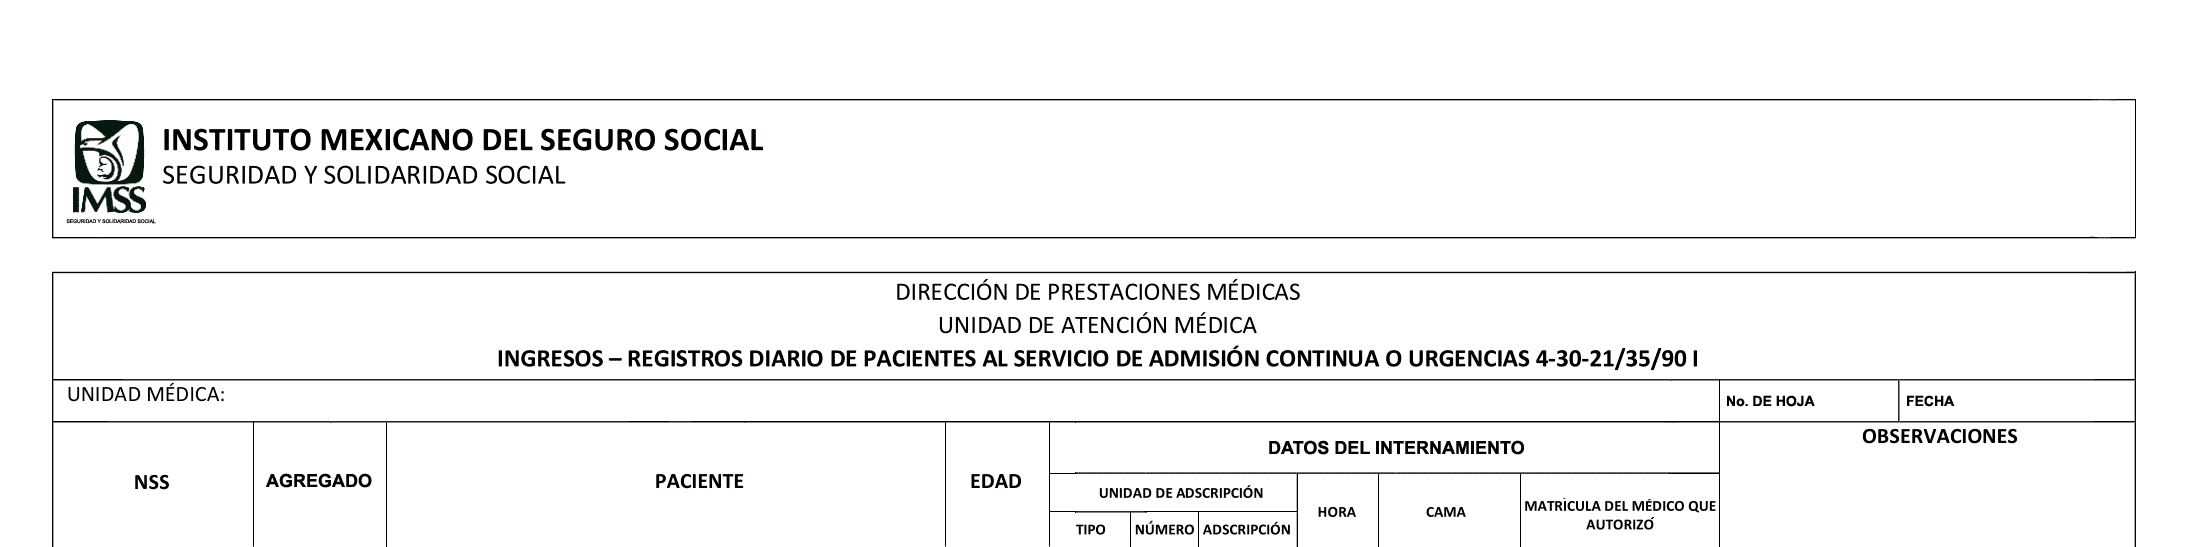 INSTITUTO MEXICANO DEL SEGURO SOCIAL
SEGURIDAD Y SOLIDARIDAD SOCIAL
IMSS
SEGURIDAD Y SOLIDARIDAD SOCIAL
DIRECCIÓN DE PRESTACIONES MÉDICAS
UNIDAD DE ATENCIÓN MÉDICA
INGRESOS – REGISTROS DIARIO DE PACIENTES AL SERVICIO DE ADMISIÓN CONTINUA O URGENCIAS 4-30-21/35/90 I
UNIDAD MÉDICA:
No. DE HOJA
FECHA
NSS
AGREGADO
PACIENTE
EDAD
DATOS DEL INTERNAMIENTO
UNIDAD DE ADSCRIPCIÓN
TIPO
NÚMERO
ADSCRIPCIÓN
HORA
CAMA
MATRÍCULA DEL MÉDICO QUE
AUTORIZÓ
OBSERVACIONES